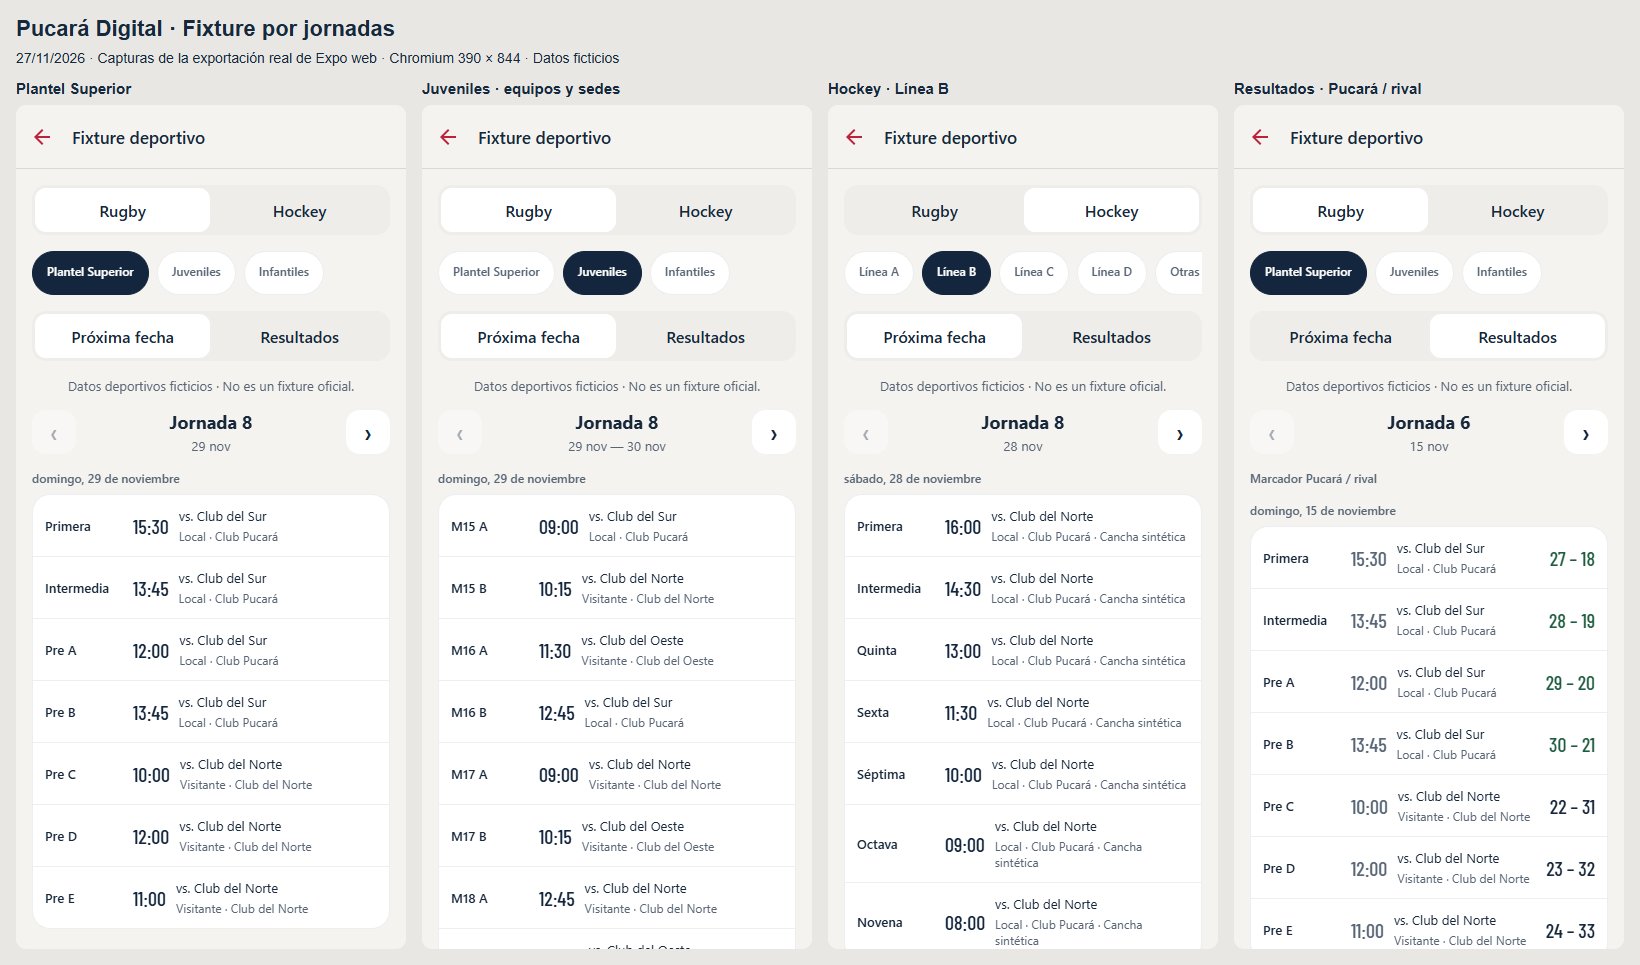 Pucará Digital · Fixture por jornadas
27/11/2026 · Capturas de la exportación real de Expo web · Chromium 390 × 844 · Datos ficticios
Plantel Superior
Fixture deportivo
Rugby Hockey
Plantel Superior Juveniles Infantiles
Próxima fecha Resultados
Datos deportivos ficticios · No es un fixture oficial.
‹ Jornada 8 ›
29 nov
domingo, 29 de noviembre
Primera 15:30 vs. Club del Sur
Local · Club Pucará
Intermedia 13:45 vs. Club del Sur
Local · Club Pucará
Pre A 12:00 vs. Club del Sur
Local · Club Pucará
Pre B 13:45 vs. Club del Sur
Local · Club Pucará
Pre C 10:00 vs. Club del Norte
Visitante · Club del Norte
Pre D 12:00 vs. Club del Norte
Visitante · Club del Norte
Pre E 11:00 vs. Club del Norte
Visitante · Club del Norte
Juveniles · equipos y sedes
Fixture deportivo
Rugby Hockey
Plantel Superior Juveniles Infantiles
Próxima fecha Resultados
Datos deportivos ficticios · No es un fixture oficial.
‹ Jornada 8 ›
29 nov — 30 nov
domingo, 29 de noviembre
M15 A 09:00 vs. Club del Sur
Local · Club Pucará
M15 B 10:15 vs. Club del Norte
Visitante · Club del Norte
M16 A 11:30 vs. Club del Oeste
Visitante · Club del Oeste
M16 B 12:45 vs. Club del Sur
Local · Club Pucará
M17 A 09:00 vs. Club del Norte
Visitante · Club del Norte
M17 B 10:15 vs. Club del Oeste
Visitante · Club del Oeste
M18 A 12:45 vs. Club del Norte
Visitante · Club del Norte
vs. Club del Oeste
Hockey · Línea B
Fixture deportivo
Rugby Hockey
Línea A Línea B Línea C Línea D Otras
Próxima fecha Resultados
Datos deportivos ficticios · No es un fixture oficial.
‹ Jornada 8 ›
28 nov
sábado, 28 de noviembre
Primera 16:00 vs. Club del Norte
Local · Club Pucará · Cancha sintética
Intermedia 14:30 vs. Club del Norte
Local · Club Pucará · Cancha sintética
Quinta 13:00 vs. Club del Norte
Local · Club Pucará · Cancha sintética
Sexta 11:30 vs. Club del Norte
Local · Club Pucará · Cancha sintética
Séptima 10:00 vs. Club del Norte
Local · Club Pucará · Cancha sintética
Octava 09:00 vs. Club del Norte
Local · Club Pucará · Cancha
sintética
Novena 08:00 vs. Club del Norte
Local · Club Pucará · Cancha
sintética
Resultados · Pucará / rival
Fixture deportivo
Rugby Hockey
Plantel Superior Juveniles Infantiles
Próxima fecha Resultados
Datos deportivos ficticios · No es un fixture oficial.
‹ Jornada 6 ›
15 nov
Marcador Pucará / rival
domingo, 15 de noviembre
Primera 15:30 vs. Club del Sur 27 – 18
Local · Club Pucará
Intermedia 13:45 vs. Club del Sur 28 – 19
Local · Club Pucará
Pre A 12:00 vs. Club del Sur 29 – 20
Local · Club Pucará
Pre B 13:45 vs. Club del Sur 30 – 21
Local · Club Pucará
Pre C 10:00 vs. Club del Norte 22 – 31
Visitante · Club del Norte
Pre D 12:00 vs. Club del Norte 23 – 32
Visitante · Club del Norte
Pre E 11:00 vs. Club del Norte 24 – 33
Visitante · Club del Norte